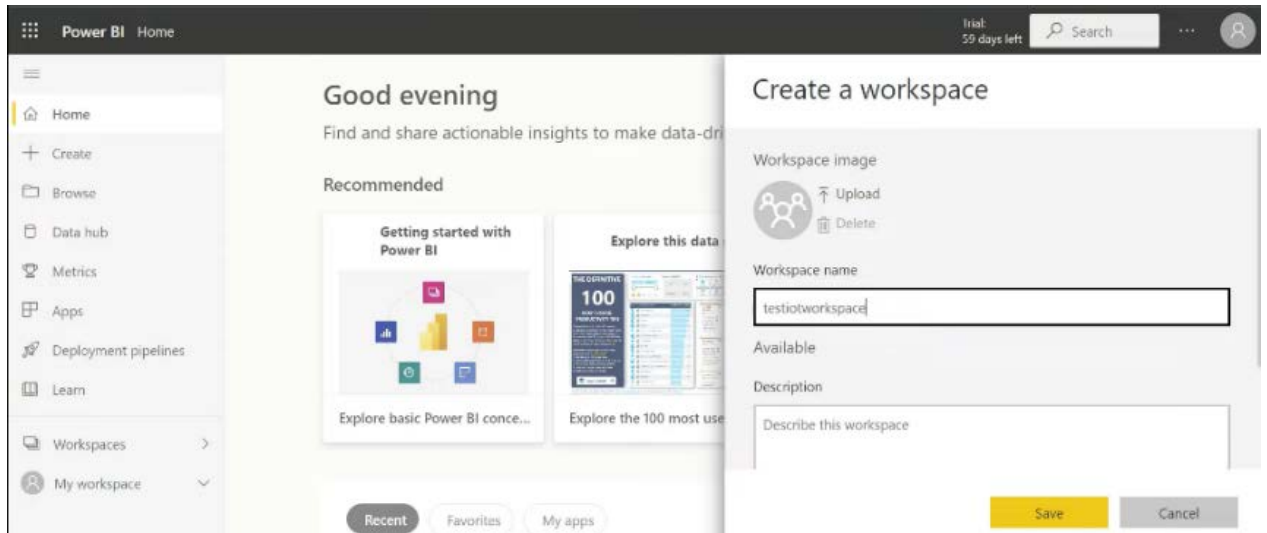 Power BI Home
Trial:
59 days left
Search
Home
Create
Browse
Data hub
Metrics
Apps
Deployment pipelines
Learn
Workspaces
My workspace
Good evening
Find and share actionable insights to make data-dri
Recommended
Getting started with
Power BI
Explore basic Power BI conce...
Explore this data
THE DEFINITIVE
100
Explore the 100 most use
Recent
Favorites
My apps
Create a workspace
Workspace image
Upload
Delete
Workspace name
testiotworkspace
Available
Description
Describe this workspace
Save
Cancel